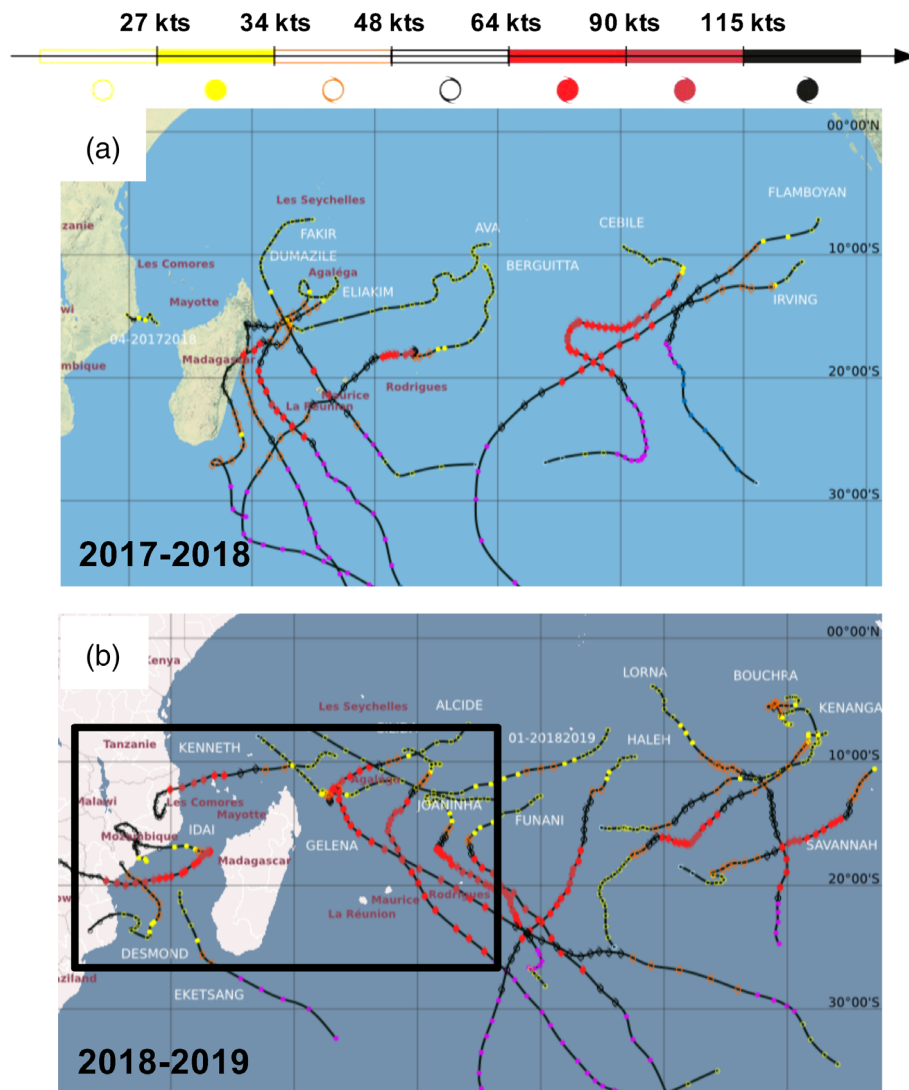 27 kts 34 kts 48 kts 64 kts 90 kts 115 kts
(a)
00°00'N
FLAMBOYAN
Les Seychelles
zanie
FAKIR
AVA
CEBILE
10°00'S
DUMAZILE
Les Comores
Agaléga
BERGUITTA
ELIAKIM
IRVING
Mayotte
wi
04-20172018
mbique
Madagascar
20°00'S
Rodrigues
Maurice
La Réunion
30°00'S
2017-2018
(b)
00°00'N
Kenya
LORNA
BOUCHRA
Les Seychelles
ALCIDE
KENANGA
01-20182019
HALEH
Tanzanie
KENNETH
10°00'S
Agaléga
Malawi
Les Comores
JOANINHA
Mayotte
FUNANI
Mozambique
IDAI
GELENA
SAVANNAH
Madagascar
20°00'S
Rodrigues
Maurice
La Réunion
DESMOND
ziland
EKETSANG
30°00'S
2018-2019